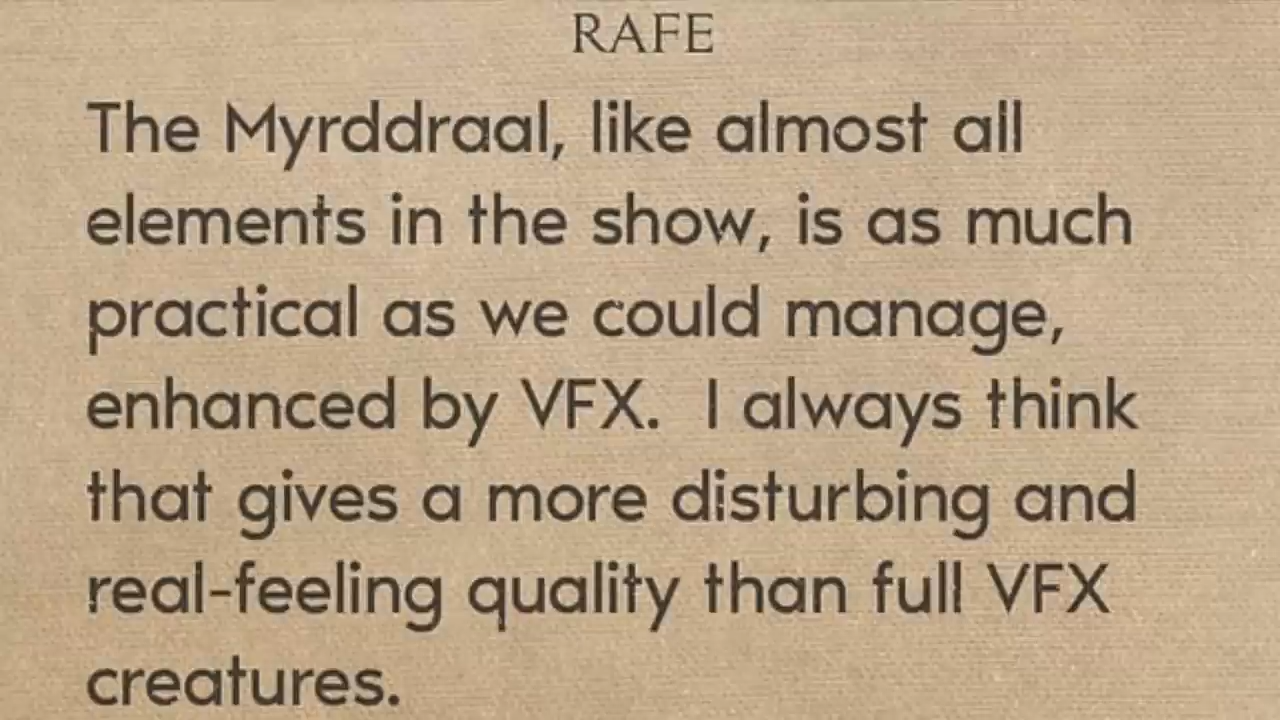 RAFE
The Myrddraal, like almost all
elements in the show, is as much
practical as we could manage,
enhanced by VFX.  I always think
that gives a more disturbing and
real-feeling quality than full VFX
creatures.